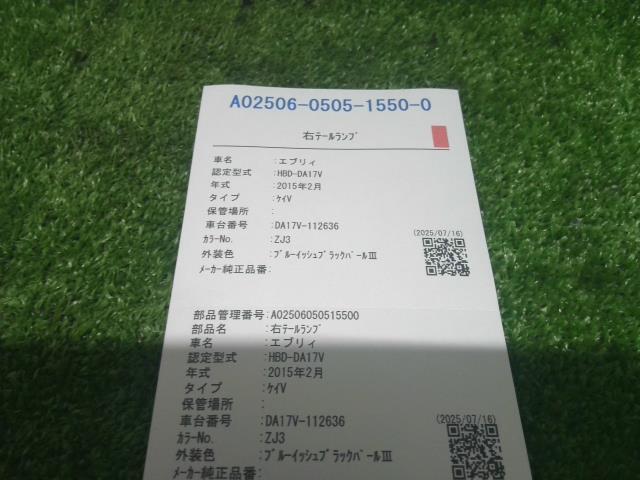 A02506-0505-1550-0
右ﾃｰﾙﾗﾝﾌﾟ
車名 :エブリィ
認定型式 :HBD-DA17V
年式 :2015年2月
タイプ :ｹｲV
保管場所 :
車台番号 :DA17V-112636
ｶﾗｰNo. :ZJ3
外装色 :ﾌﾞﾙｰｲｯｼｭﾌﾞﾗｯｸﾊﾟｰﾙⅢ
ﾒｰｶｰ純正品番:
(2025/07/16)
部品管理番号:A02506050515500
部品名 :右ﾃｰﾙﾗﾝﾌﾟ
車名 :エブリィ
認定型式 :HBD-DA17V
年式 :2015年2月
タイプ :ｹｲV
保管場所 :
車台番号 :DA17V-112636
ｶﾗｰNo. :ZJ3
外装色 :ﾌﾞﾙｰｲｯｼｭﾌﾞﾗｯｸﾊﾟｰﾙⅢ
ﾒｰｶｰ純正品番:
(2025/07/16)